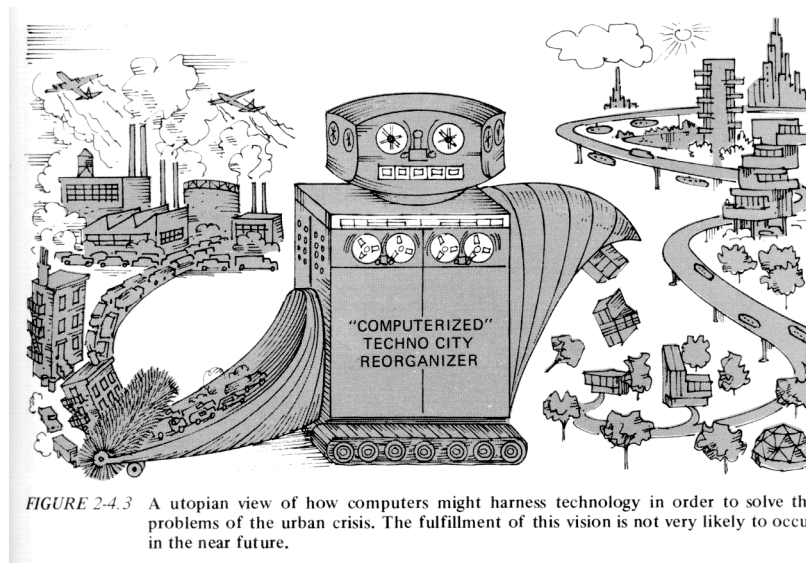 "COMPUTERIZED"
TECHNO CITY
REORGANIZER
FIGURE 2-4.3 A utopian view of how computers might harness technology in order to solve th
problems of the urban crisis. The fulfillment of this vision is not very likely to occu
in the near future.